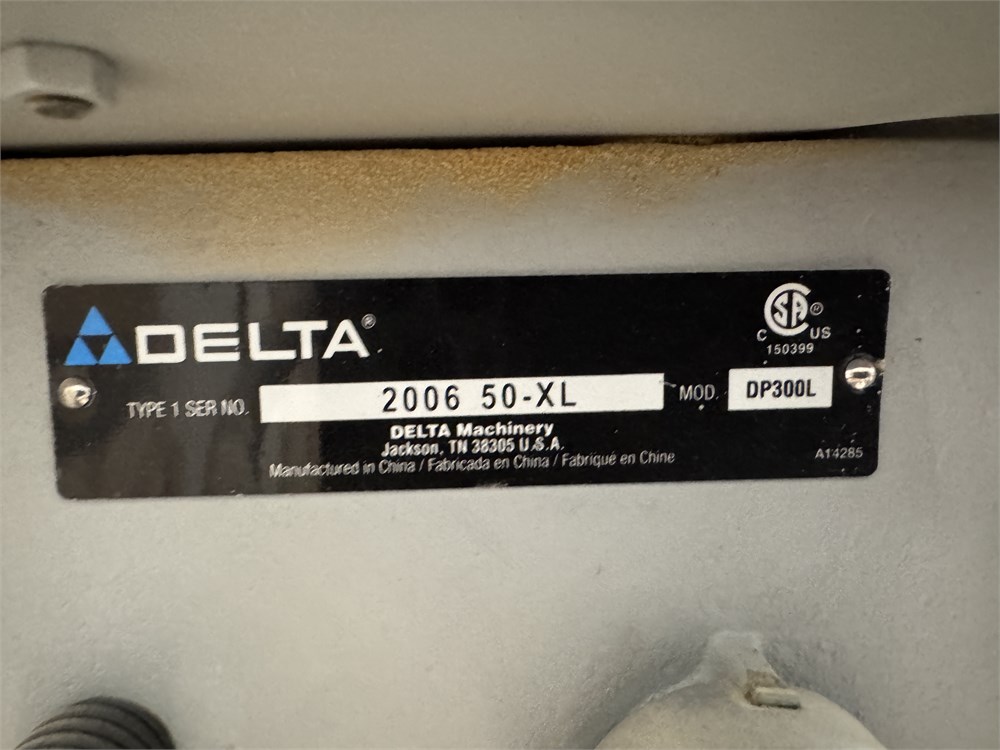 DELTA®
SA®
C US
150399
TYPE 1 SER NO. 2006 50-XL MOD. DP300L
DELTA Machinery
Jackson, TN 38305 U.S.A.
Manufactured in China / Fabricada en China / Fabriqué en Chine
A14285